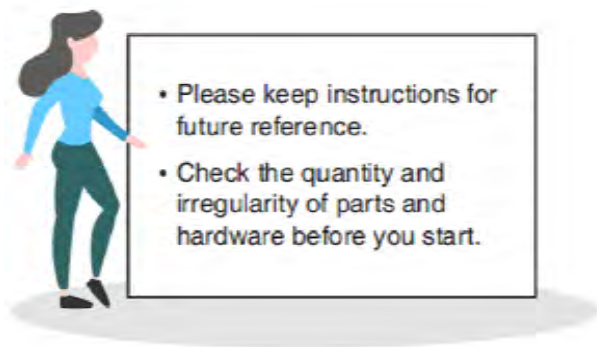 • Please keep instructions for
future reference.
• Check the quantity and
irregularity of parts and
hardware before you start.